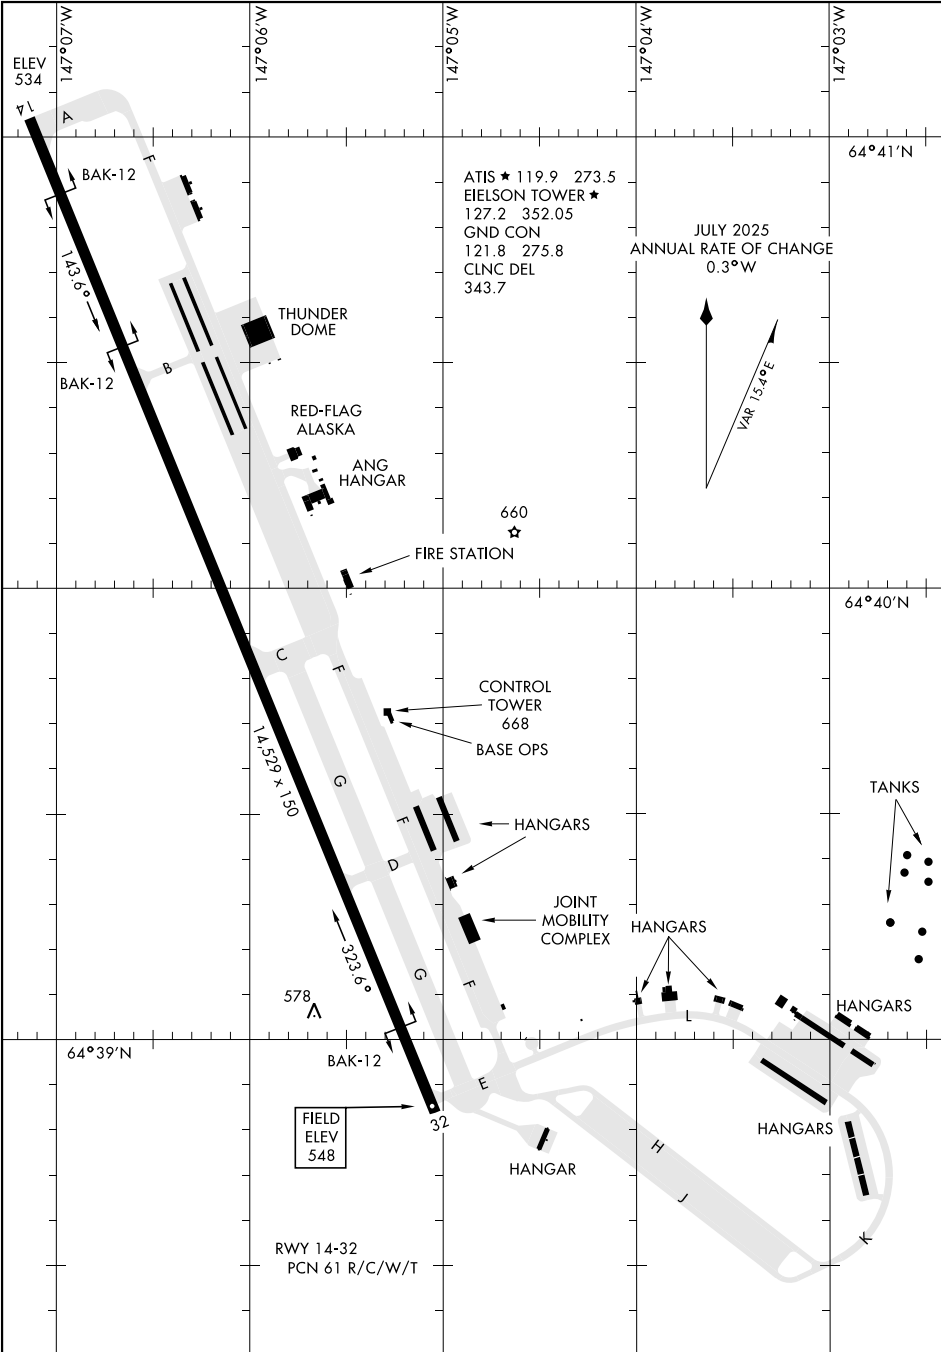 147°07'W
147°06'W
147°05'W
147°04'W
147°03'W
ELEV
534
14
A
F
BAK-12
64°41'N
ATIS ★ 119.9 273.5
EIELSON TOWER ★
127.2 352.05
GND CON
121.8 275.8
CLNC DEL
343.7
JULY 2025
ANNUAL RATE OF CHANGE
0.3°W
VAR 15.4°E
143.6°
THUNDER
DOME
B
BAK-12
RED-FLAG
ALASKA
ANG
HANGAR
660
FIRE STATION
64°40'N
C
F
CONTROL
TOWER
668
BASE OPS
14,529 x 150
G
F
HANGARS
D
TANKS
JOINT
MOBILITY
COMPLEX
HANGARS
323.6°
G
F
578
L
HANGARS
64°39'N
BAK-12
E
FIELD
ELEV
548
32
HANGAR
H
J
HANGARS
K
RWY 14-32
PCN 61 R/C/W/T